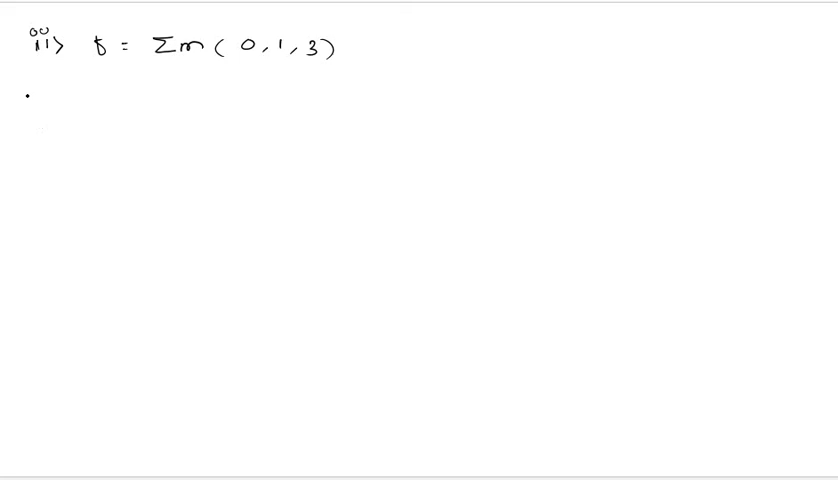 ii> f = Σm ( 0, 1, 3)